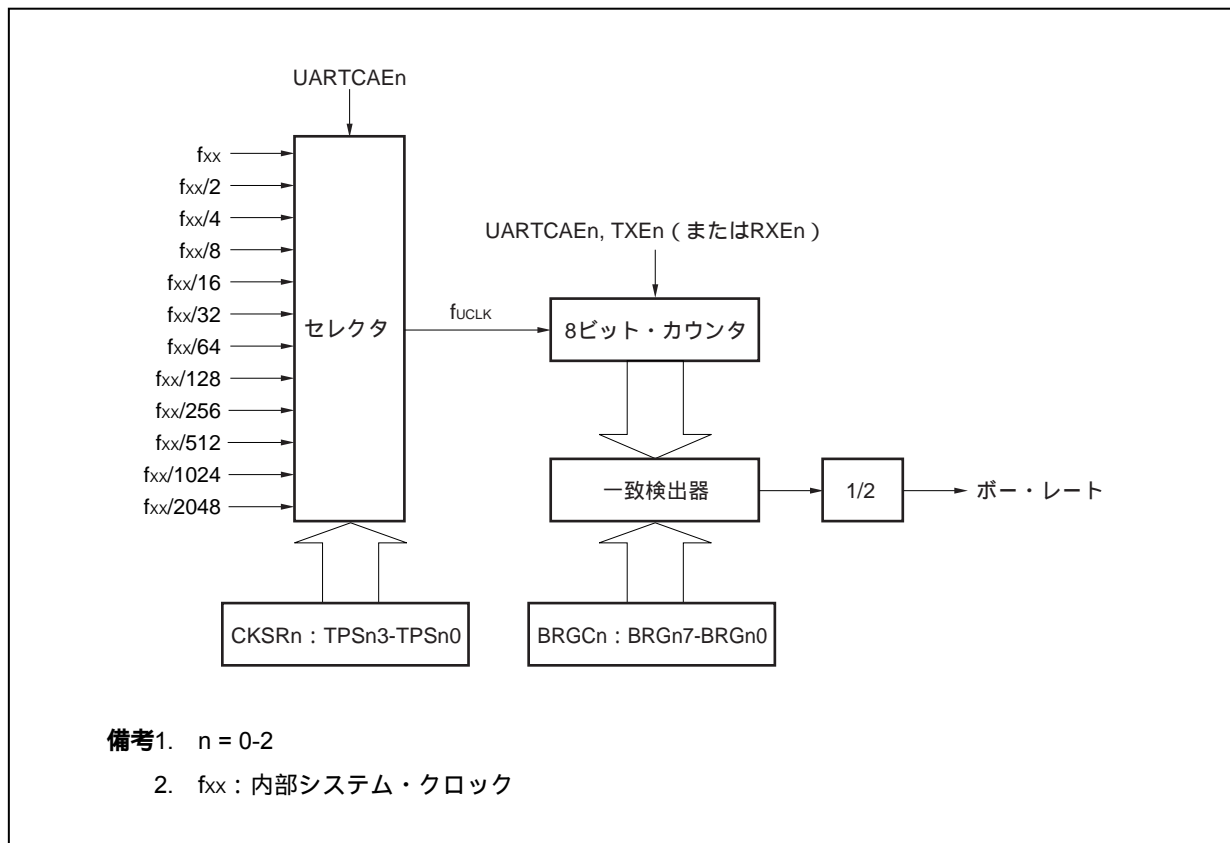 UARTCAEn
fxx
fxx/2
fxx/4
fxx/8
fxx/16
fxx/32
fxx/64
fxx/128
fxx/256
fxx/512
fxx/1024
fxx/2048
セレクタ
fUCLK
UARTCAEn, TXEn（またはRXEn）
8ビット・カウンタ
一致検出器
1/2
ボー・レート
CKSRn：TPSn3-TPSn0
BRGCn：BRGn7-BRGn0
備考1. n = 0-2
2. fxx：内部システム・クロック